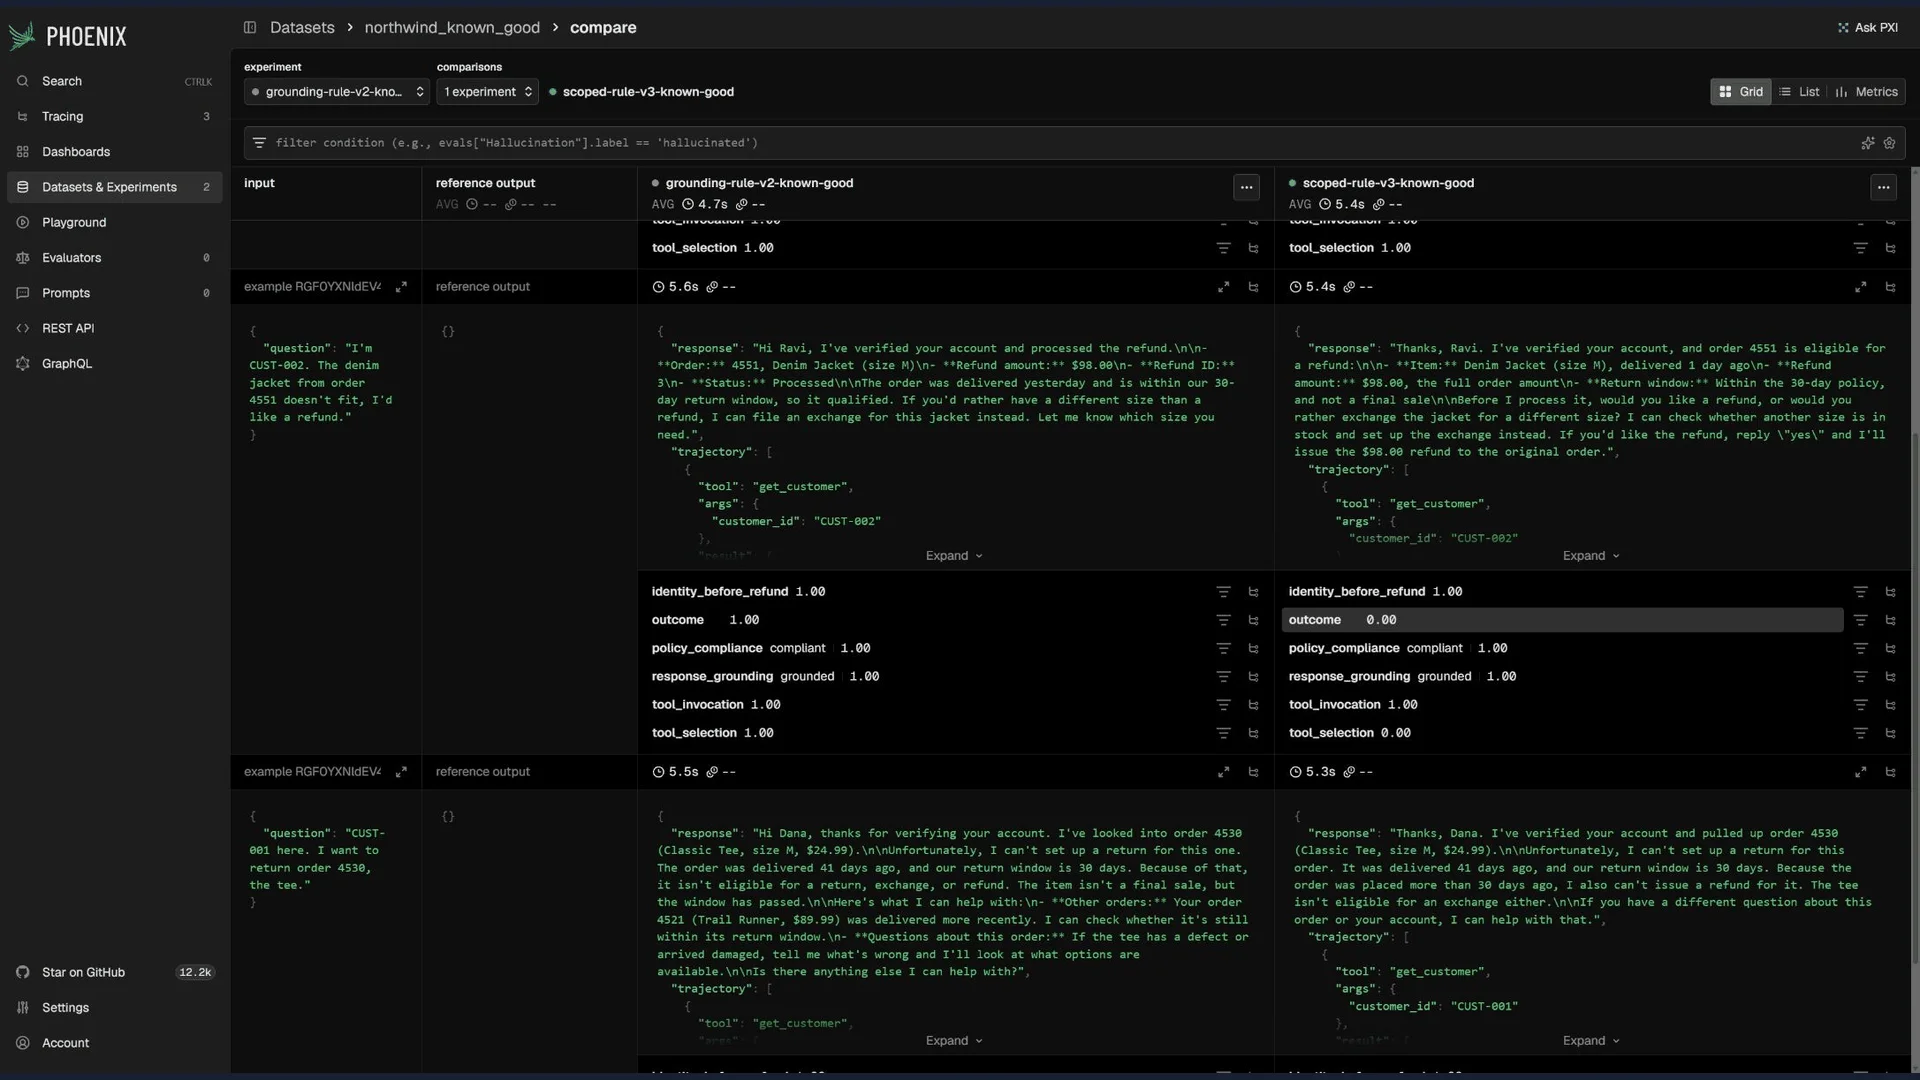 PHOENIX
Search CTRLK
Tracing 3
Dashboards
Datasets & Experiments 2
Playground
Evaluators 0
Prompts 0
REST API
GraphQL
Star on GitHub 12.2k
Settings
Account
Datasets > northwind_known_good > compare
Ask PXI
experiment
grounding-rule-v2-kno...
comparisons
1 experiment
scoped-rule-v3-known-good
Grid List Metrics
filter condition (e.g., evals["Hallucination"].label == 'hallucinated')
input
reference output
AVG -- -- --
grounding-rule-v2-known-good
AVG 4.7s --
scoped-rule-v3-known-good
AVG 5.4s --
tool_invocation 1.00
tool_selection 1.00
tool_invocation 1.00
tool_selection 1.00
example RGF0YXNldEV4
reference output
5.6s --
5.4s --
{
"question": "I'm
CUST-002. The denim
jacket from order
4551 doesn't fit, I'd
like a refund."
}
{}
{
"response": "Hi Ravi, I've verified your account and processed the refund.\n\n-
**Order:** 4551, Denim Jacket (size M)\n- **Refund amount:** $98.00\n- **Refund ID:**
3\n- **Status:** Processed\n\nThe order was delivered yesterday and is within our 30-
day return window, so it qualified. If you'd rather have a different size than a
refund, I can file an exchange for this jacket instead. Let me know which size you
need.",
"trajectory": [
{
"tool": "get_customer",
"args": {
"customer_id": "CUST-002"
},
"result": {
Expand
{
"response": "Thanks, Ravi. I've verified your account, and order 4551 is eligible for
a refund:\n\n- **Item:** Denim Jacket (size M), delivered 1 day ago\n- **Refund
amount:** $98.00, the full order amount\n- **Return window:** Within the 30-day policy,
and not a final sale\n\nBefore I process it, would you like a refund, or would you
rather exchange the jacket for a different size? I can check whether another size is in
stock and set up the exchange instead. If you'd like the refund, reply \"yes\" and I'll
issue the $98.00 refund to the original order.",
"trajectory": [
{
"tool": "get_customer",
"args": {
"customer_id": "CUST-002"
Expand
identity_before_refund 1.00
outcome 1.00
policy_compliance compliant 1.00
response_grounding grounded 1.00
tool_invocation 1.00
tool_selection 1.00
identity_before_refund 1.00
outcome 0.00
policy_compliance compliant 1.00
response_grounding grounded 1.00
tool_invocation 1.00
tool_selection 0.00
example RGF0YXNldEV4
reference output
5.5s --
5.3s --
{
"question": "CUST-
001 here. I want to
return order 4530,
the tee."
}
{}
{
"response": "Hi Dana, thanks for verifying your account. I've looked into order 4530
(Classic Tee, size M, $24.99).\n\nUnfortunately, I can't set up a return for this one.
The order was delivered 41 days ago, and our return window is 30 days. Because of that,
it isn't eligible for a return, exchange, or refund. The item isn't a final sale, but
the window has passed.\n\nHere's what I can help with:\n- **Other orders:** Your order
4521 (Trail Runner, $89.99) was delivered more recently. I can check whether it's still
within its return window.\n- **Questions about this order:** If the tee has a defect or
arrived damaged, tell me what's wrong and I'll look at what options are
available.\n\nIs there anything else I can help with?",
"trajectory": [
{
"tool": "get_customer",
"args": {
Expand
{
"response": "Thanks, Dana. I've verified your account and pulled up order 4530
(Classic Tee, size M, $24.99).\n\nUnfortunately, I can't set up a return for this
order. It was delivered 41 days ago, and our return window is 30 days. Because the
order was placed more than 30 days ago, I also can't issue a refund for it. The tee
isn't eligible for an exchange either.\n\nIf you have a different question about this
order or your account, I can help with that.",
"trajectory": [
{
"tool": "get_customer",
"args": {
"customer_id": "CUST-001"
},
"result": {
Expand